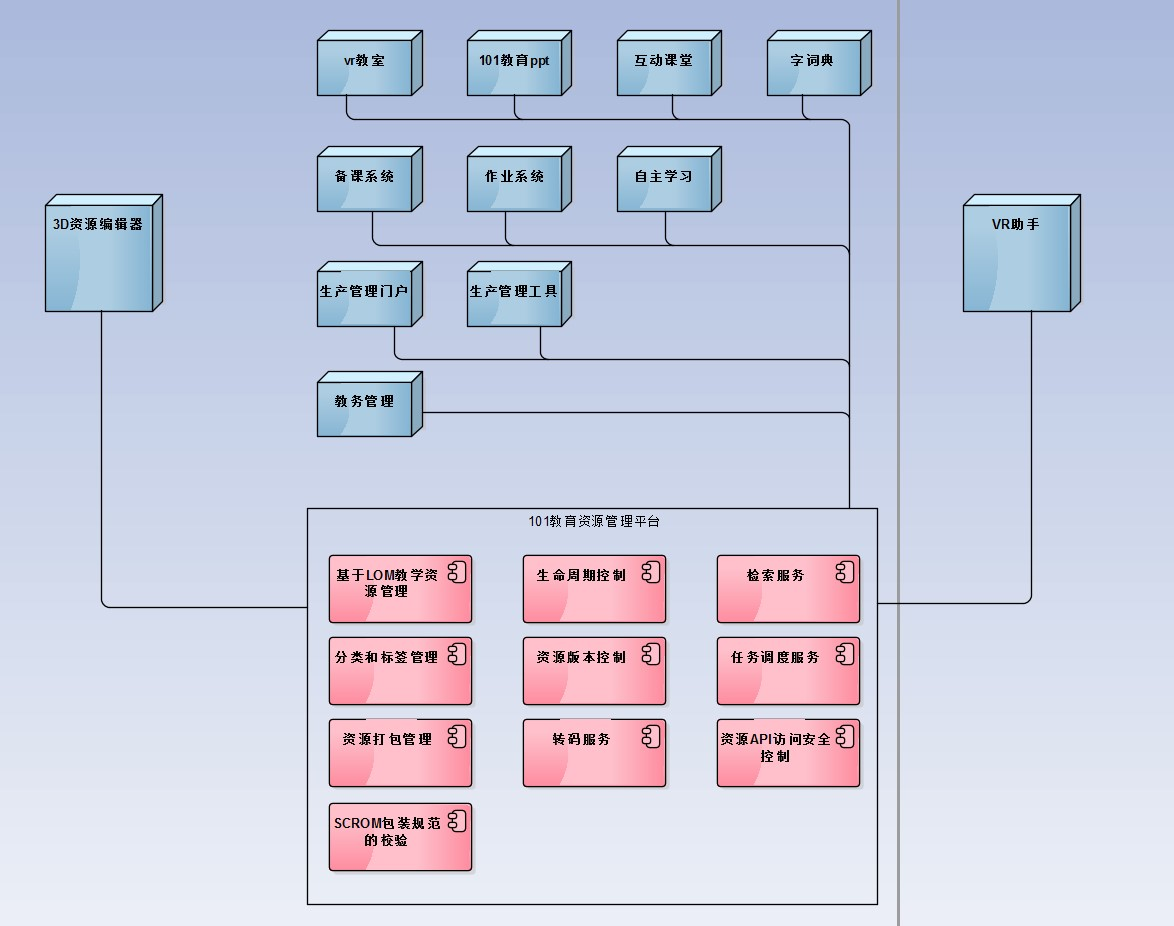 vr教室
101教育ppt
互动课堂
字词典
备课系统
作业系统
自主学习
3D资源编辑器
VR助手
生产管理门户
生产管理工具
教务管理
101教育资源管理平台
基于LOM教学资
源管理
生命周期控制
检索服务
分类和标签管理
资源版本控制
任务调度服务
资源打包管理
转码服务
资源API访问安全
控制
SCROM包装规范
的校验